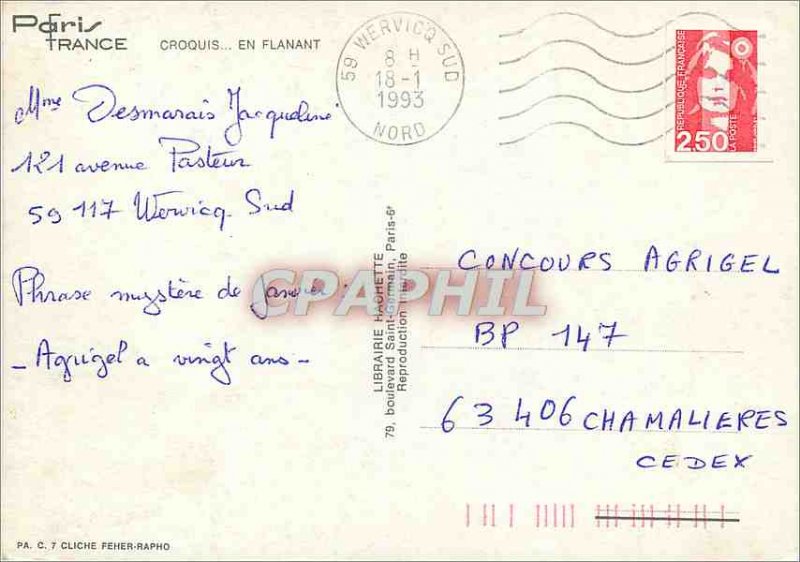 Paris
FRANCE
CROQUIS... EN FLANANT
59 WERVICQ SUD
8 H
18-1
1993
NORD
RÉPUBLIQUE FRANÇAISE
2,50
LA POSTE
Mme Desmarais Jacqueline
121 avenue Pasteur
59 117 Wervicq Sud
Phrase mystère de janvier :
- Agrigel a vingt ans -
LIBRAIRIE HACHETTE
79, boulevard Saint-Germain, Paris-6e
Reproduction interdite
CPAPHIL
CONCOURS AGRIGEL
BP 147
63 406 CHAMALIERES
CEDEX
PA. C. 7 CLICHE FEHER-RAPHO